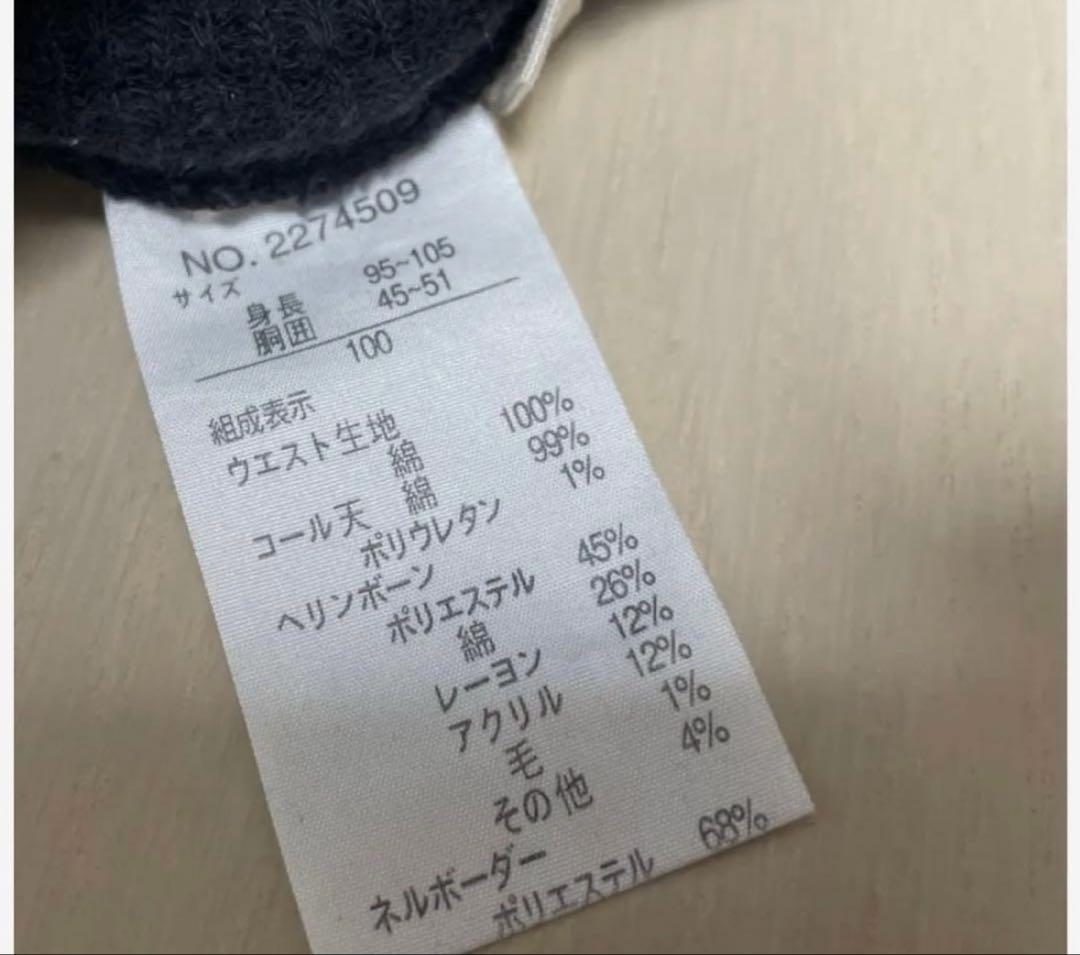 NO. 2274509
サイズ
身長 95~105
胴囲 45~51
100
組成表示
ウエスト生地
綿 100%
コール天 綿 99%
ポリウレタン 1%
ヘリンボーン
ポリエステル 45%
綿 26%
レーヨン 12%
アクリル 12%
毛 1%
その他 4%
ネルボーダー
ポリエステル 68%